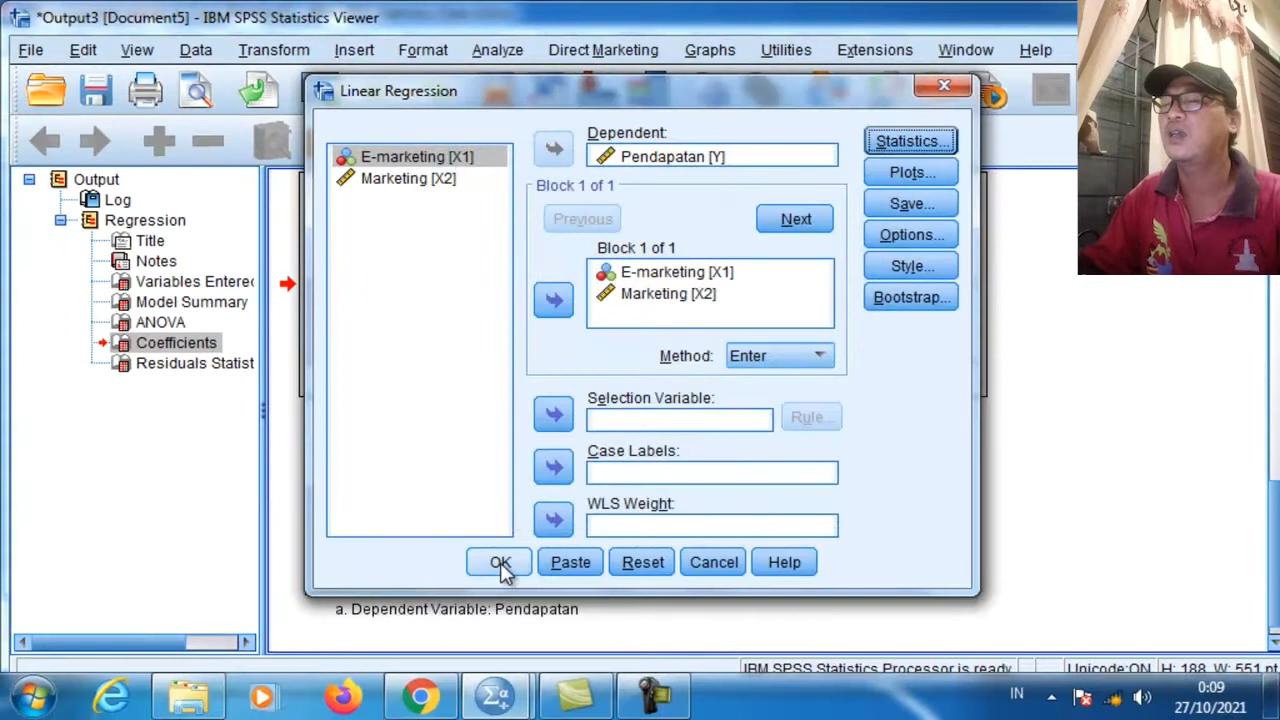 *Output3 [Document5] - IBM SPSS Statistics Viewer
File Edit View Data Transform Insert Format Analyze Direct Marketing Graphs Utilities Extensions Window Help
Linear Regression
Output
Log
Regression
Title
Notes
Variables Entere
Model Summary
ANOVA
Coefficients
Residuals Statist
E-marketing [X1]
Marketing [X2]
Dependent:
Pendapatan [Y]
Block 1 of 1
Previous
Next
Block 1 of 1
E-marketing [X1]
Marketing [X2]
Method: Enter
Selection Variable:
Rule...
Case Labels:
WLS Weight:
Statistics...
Plots...
Save...
Options...
Style...
Bootstrap...
OK Paste Reset Cancel Help
a. Dependent Variable: Pendapatan
IBM SPSS Statistics Processor is ready Unicode:ON H: 188, W: 551 pt
IN
0:09
27/10/2021